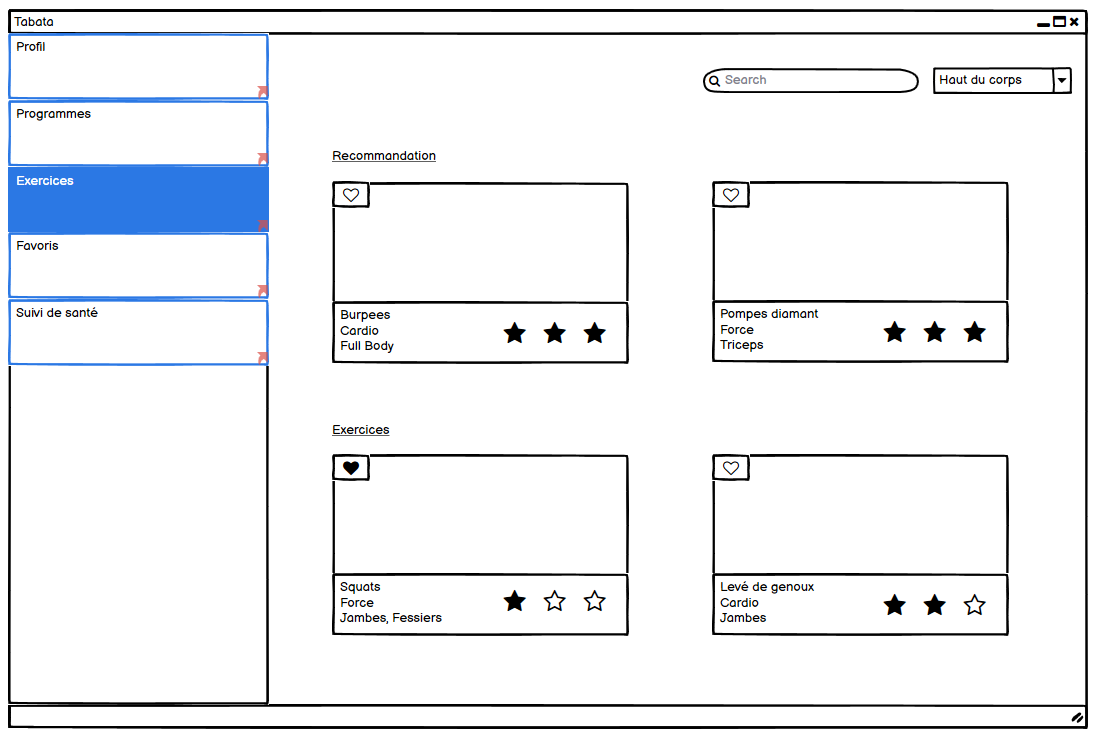 Tabata
Profil
Programmes
Exercices
Favoris
Suivi de santé
Search
Haut du corps
Recommandation
Burpees
Cardio
Full Body
Pompes diamant
Force
Triceps
Exercices
Squats
Force
Jambes, Fessiers
Levé de genoux
Cardio
Jambes